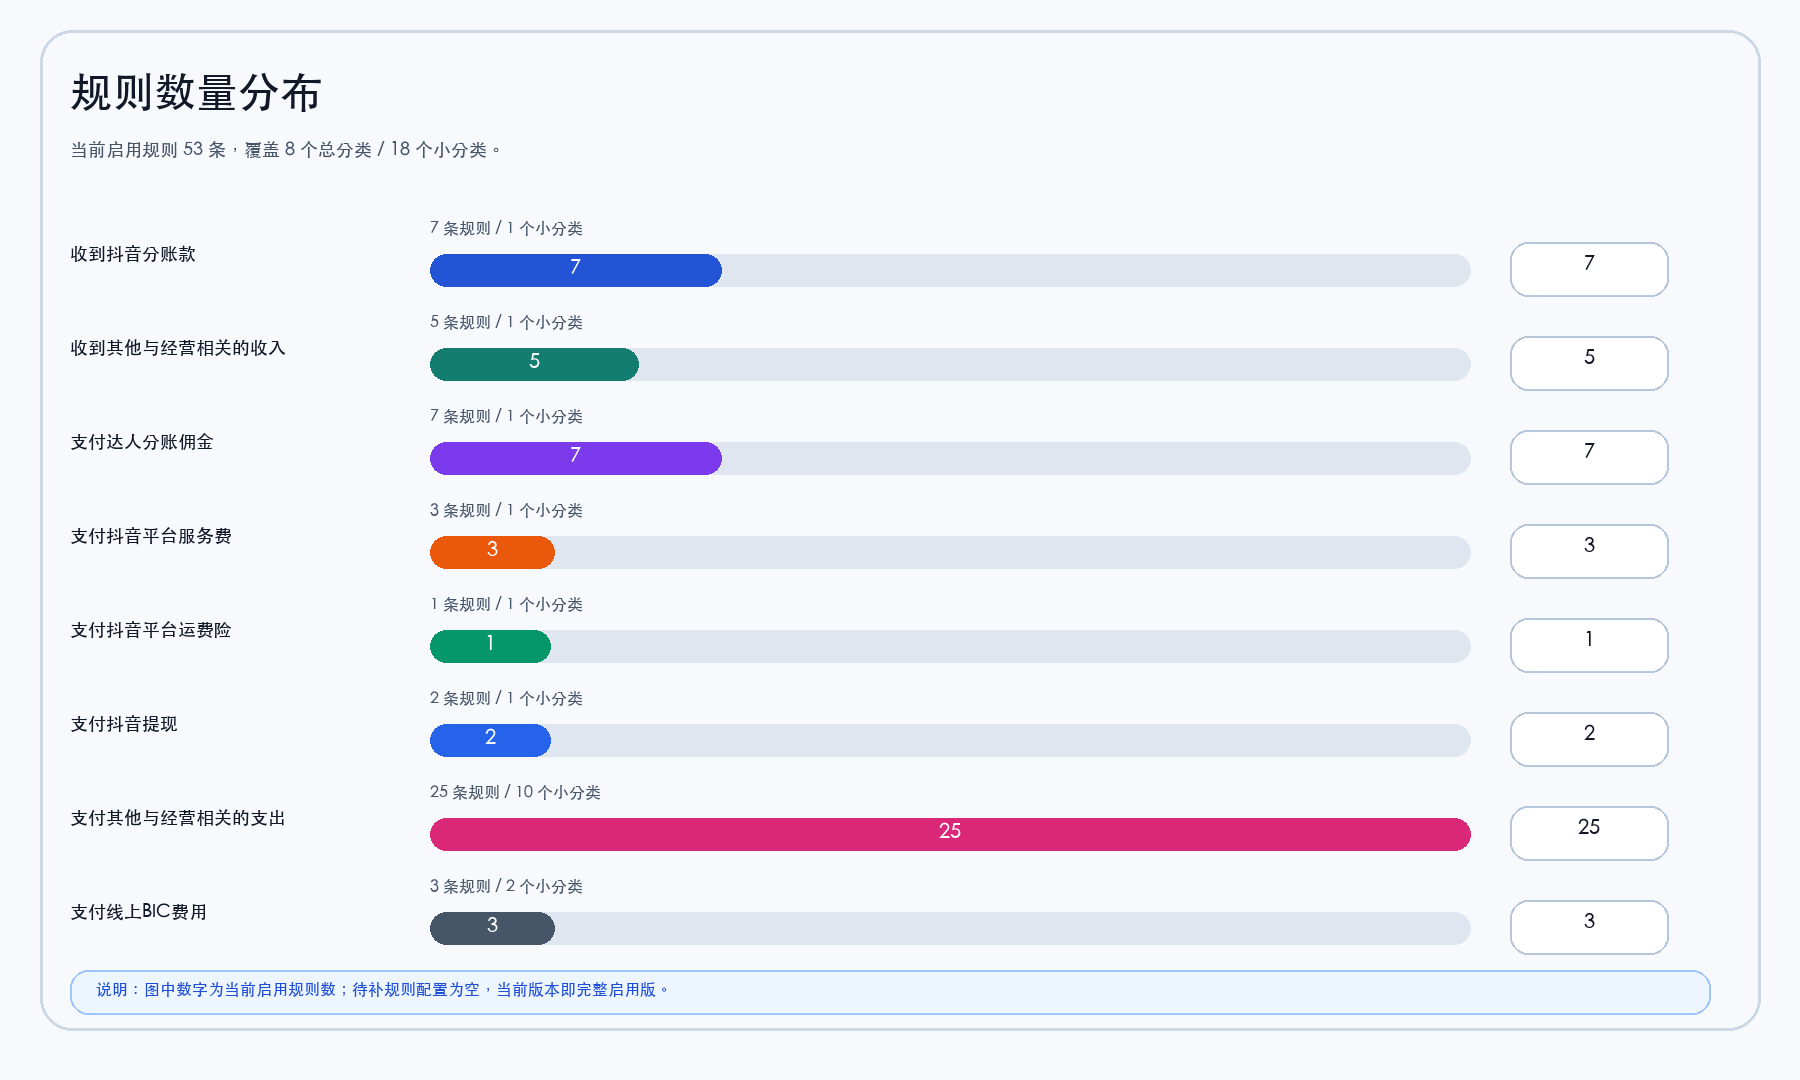 规则数量分布
当前启用规则 53 条，覆盖 8 个总分类 / 18 个小分类。
7 条规则 / 1 个小分类
收到抖音分账款
7
7
5 条规则 / 1 个小分类
收到其他与经营相关的收入
5
5
7 条规则 / 1 个小分类
支付达人分账佣金
7
7
3 条规则 / 1 个小分类
支付抖音平台服务费
3
3
1 条规则 / 1 个小分类
支付抖音平台运费险
1
1
2 条规则 / 1 个小分类
支付抖音提现
2
2
25 条规则 / 10 个小分类
支付其他与经营相关的支出
25
25
3 条规则 / 2 个小分类
支付线上BIC费用
3
3
说明：图中数字为当前启用规则数；待补规则配置为空，当前版本即完整启用版。